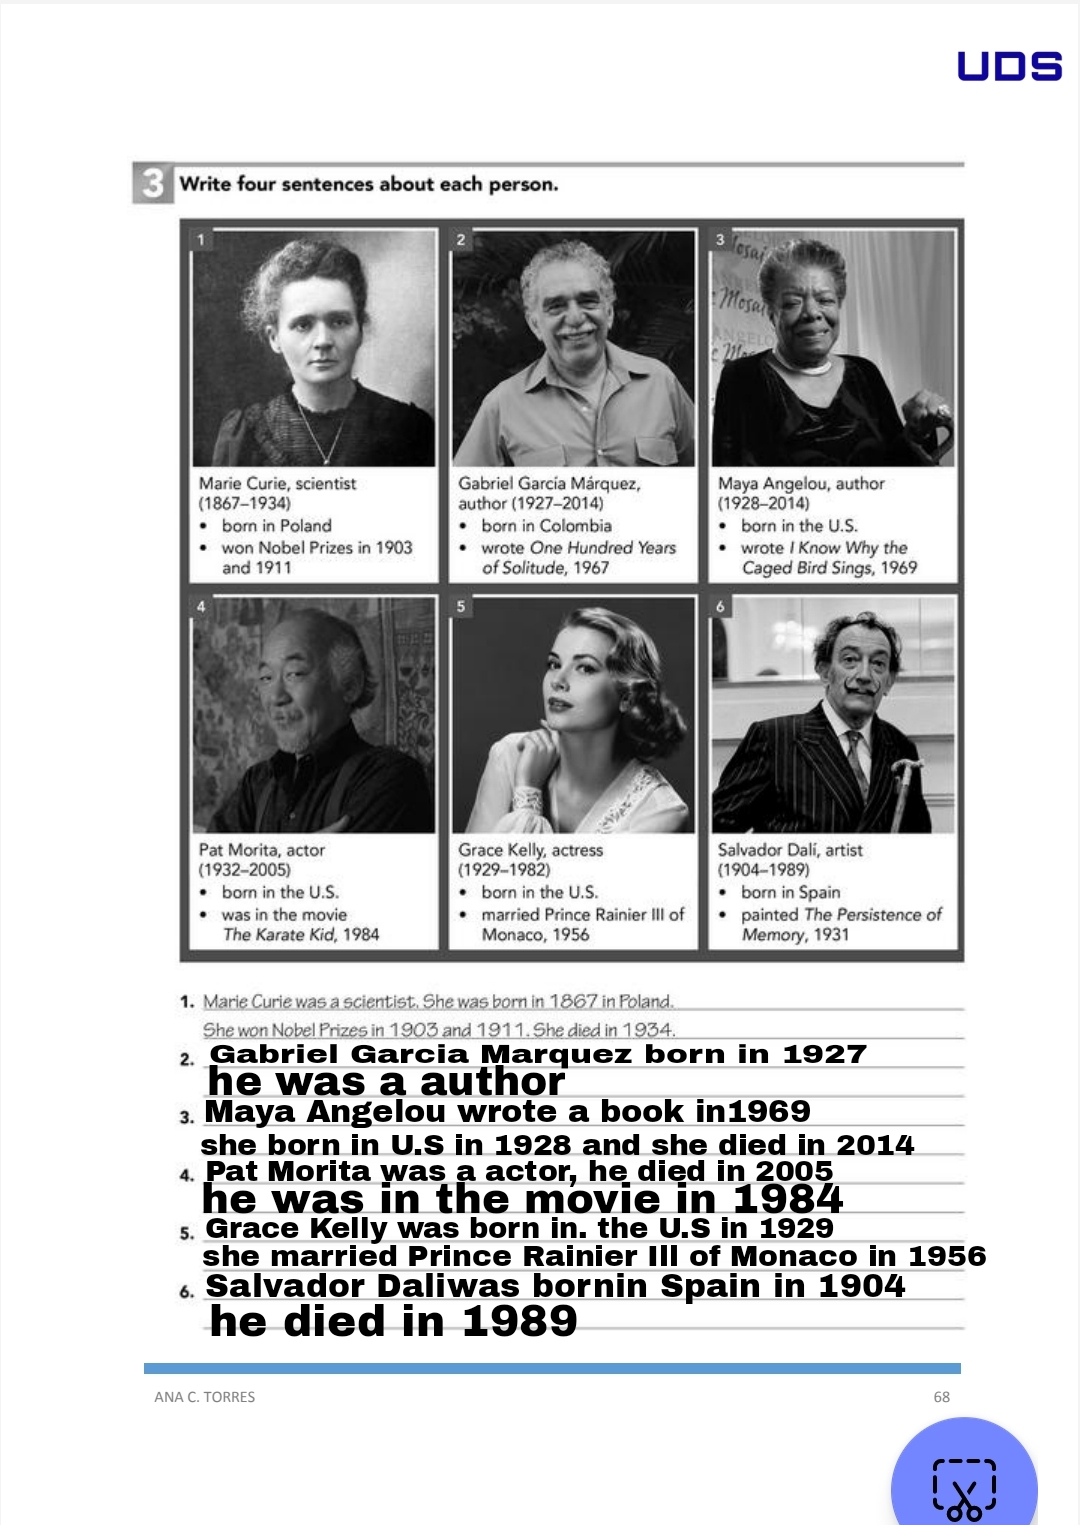 UDS
3 Write four sentences about each person.
1
2
3
Mosaic
Mosaic
ANGELO
Marie Curie, scientist
(1867–1934)
• born in Poland
• won Nobel Prizes in 1903
and 1911
Gabriel García Márquez,
author (1927–2014)
• born in Colombia
• wrote One Hundred Years
of Solitude, 1967
Maya Angelou, author
(1928–2014)
• born in the U.S.
• wrote I Know Why the
Caged Bird Sings, 1969
4
5
6
Pat Morita, actor
(1932–2005)
• born in the U.S.
• was in the movie
The Karate Kid, 1984
Grace Kelly, actress
(1929–1982)
• born in the U.S.
• married Prince Rainier III of
Monaco, 1956
Salvador Dalí, artist
(1904–1989)
• born in Spain
• painted The Persistence of
Memory, 1931
1. Marie Curie was a scientist. She was born in 1867 in Poland.
She won Nobel Prizes in 1903 and 1911. She died in 1934.
2. Gabriel Garcia Marquez born in 1927
he was a author
3. Maya Angelou wrote a book in1969
she born in U.S in 1928 and she died in 2014
4. Pat Morita was a actor, he died in 2005
he was in the movie in 1984
5. Grace Kelly was born in. the U.S in 1929
she married Prince Rainier Ill of Monaco in 1956
6. Salvador Daliwas bornin Spain in 1904
he died in 1989
ANA C. TORRES
68